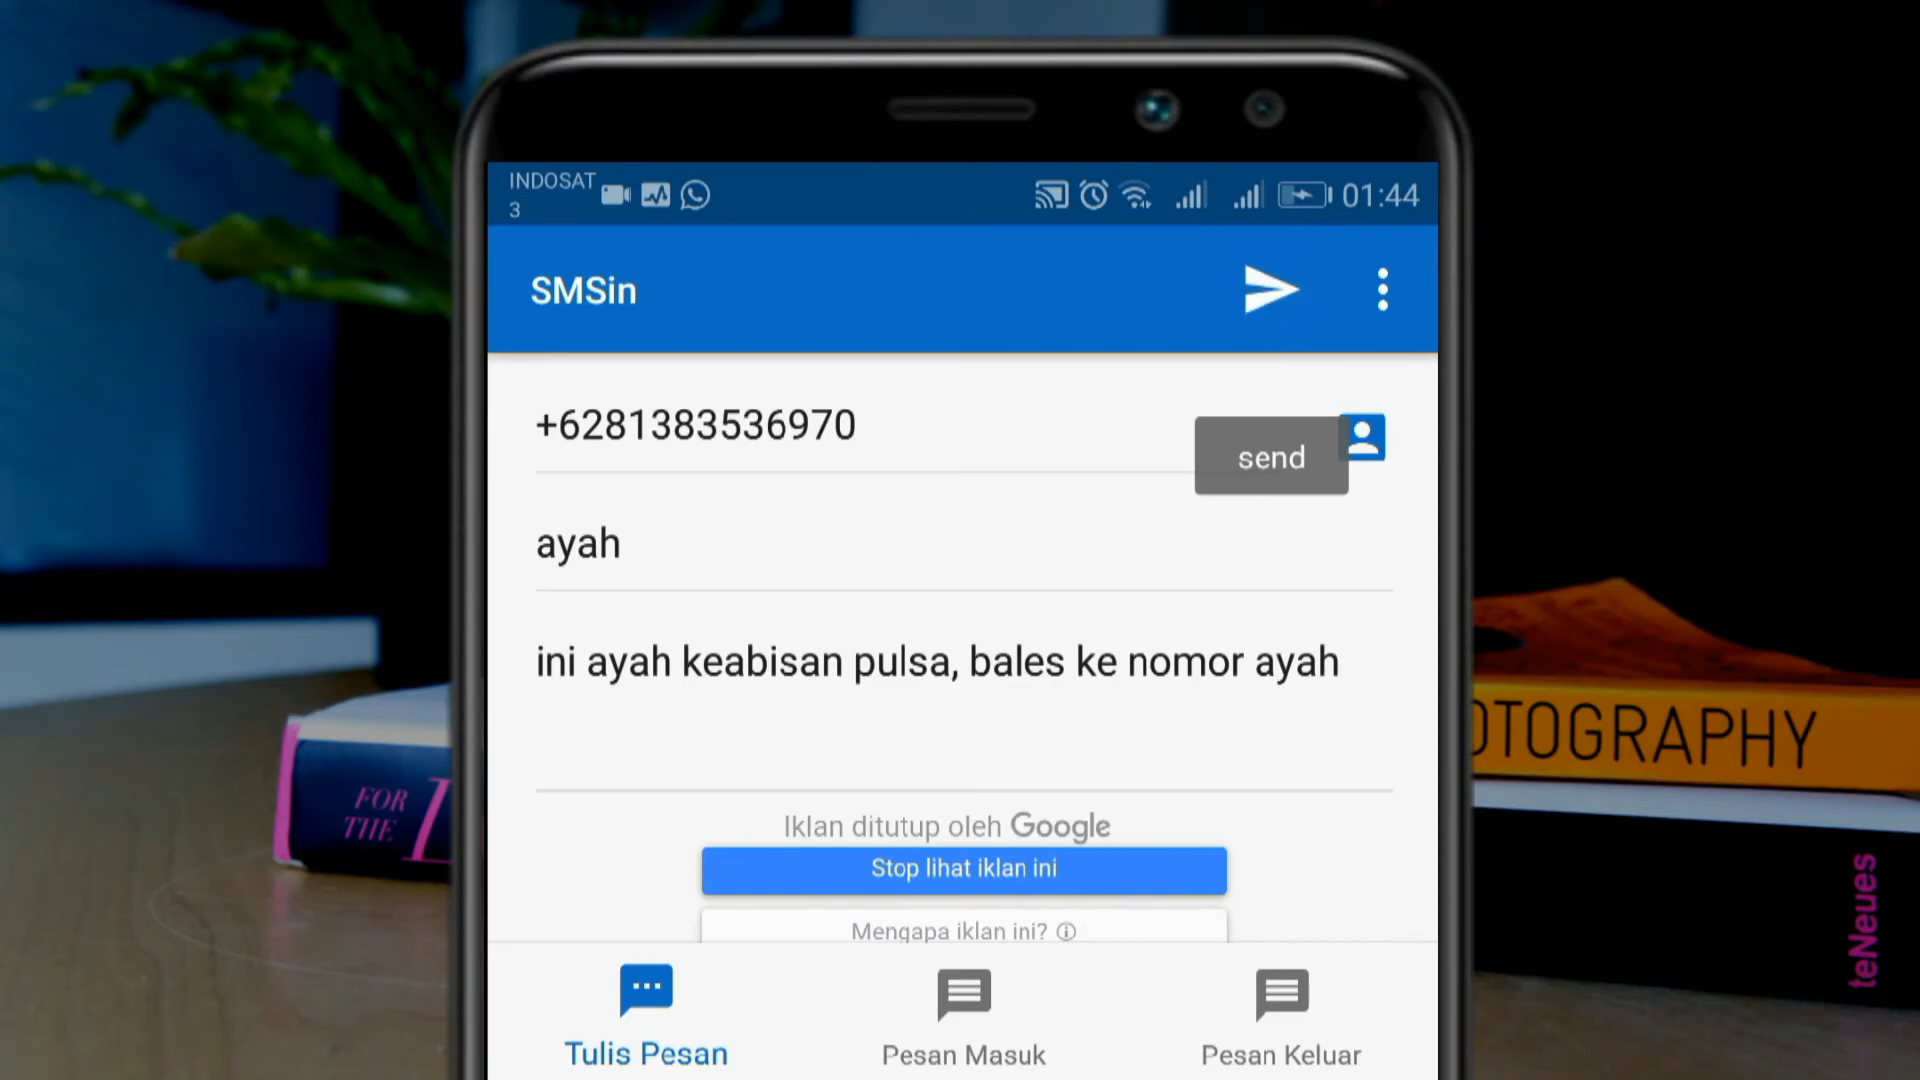 INDOSAT
3
01:44
SMSin
+6281383536970
send
ayah
ini ayah keabisan pulsa, bales ke nomor ayah
Iklan ditutup oleh Google
Stop lihat iklan ini
Mengapa iklan ini?
Tulis Pesan
Pesan Masuk
Pesan Keluar
FOR
THE
OTOGRAPHY
teNeues